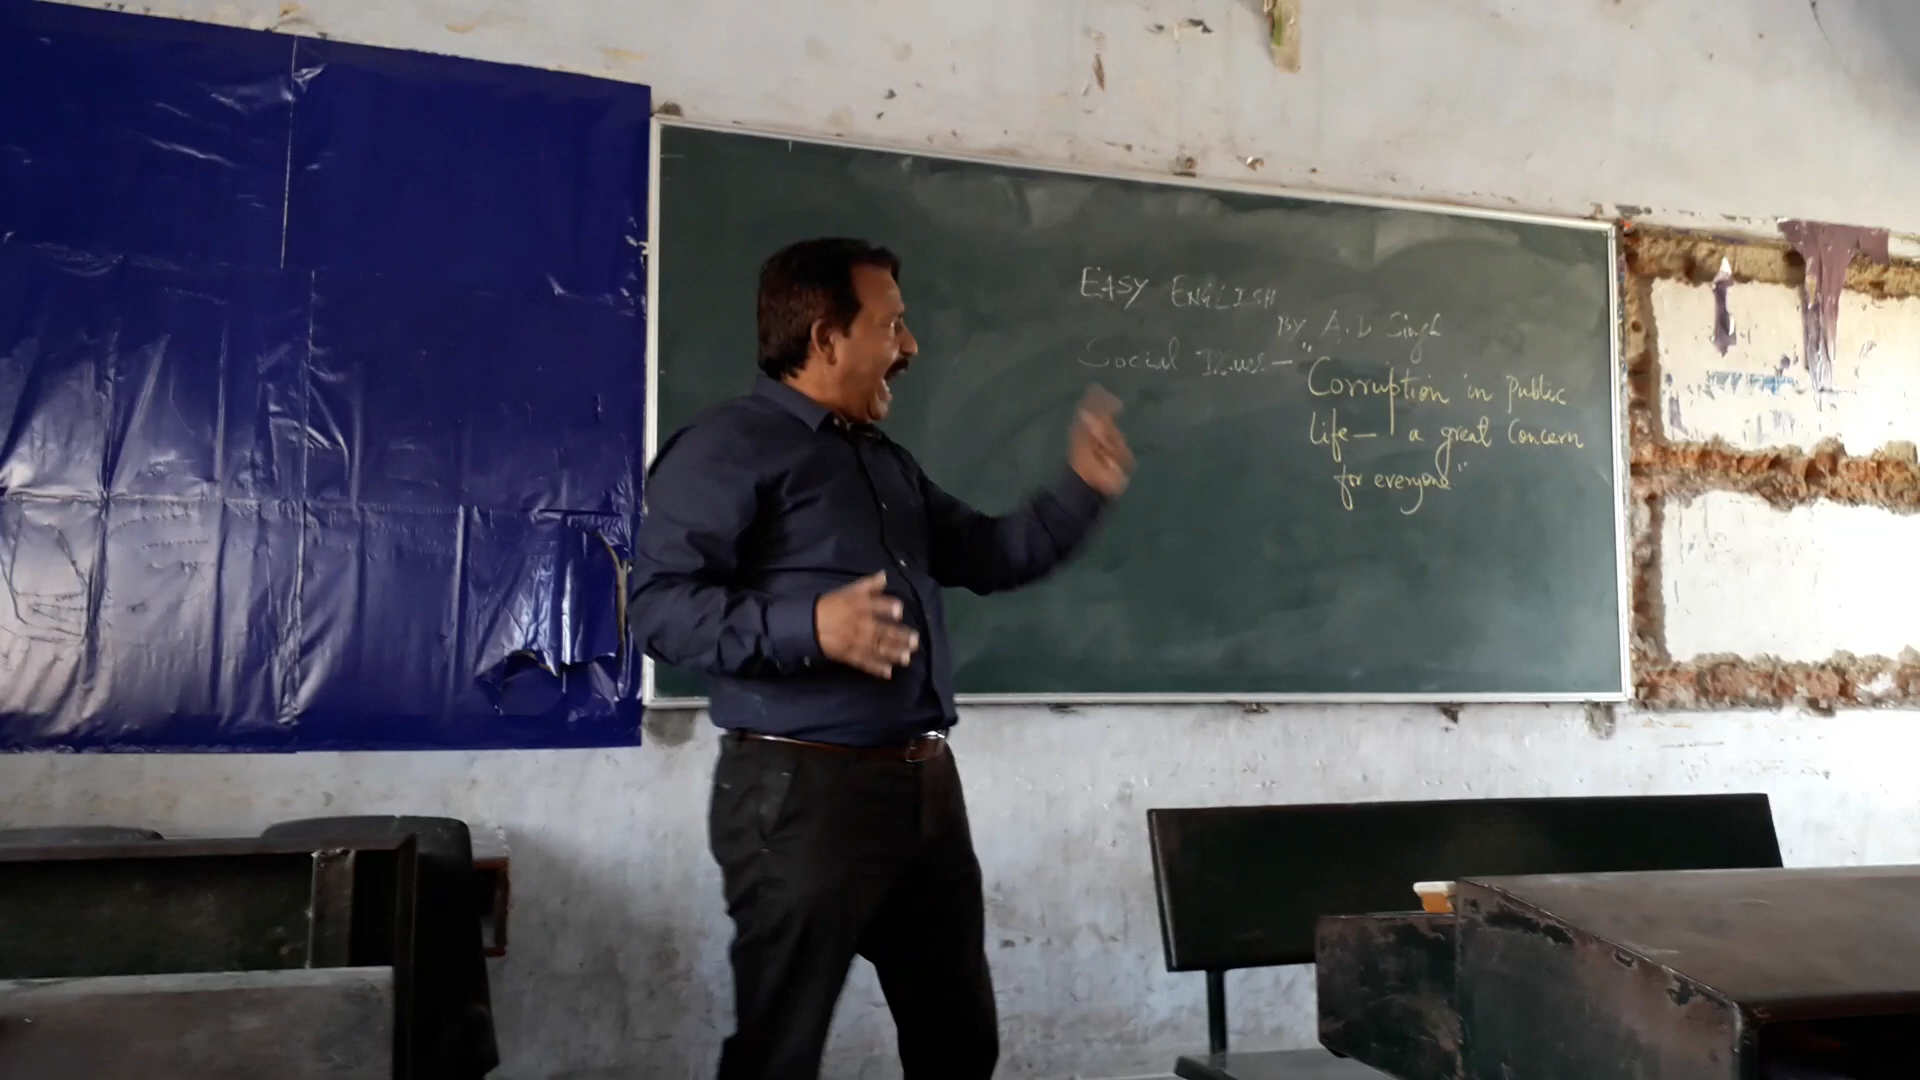 EASY ENGLISH
BY A. D Singh
Social Issues — "
Corruption in public
life — a great Concern
for everyone"